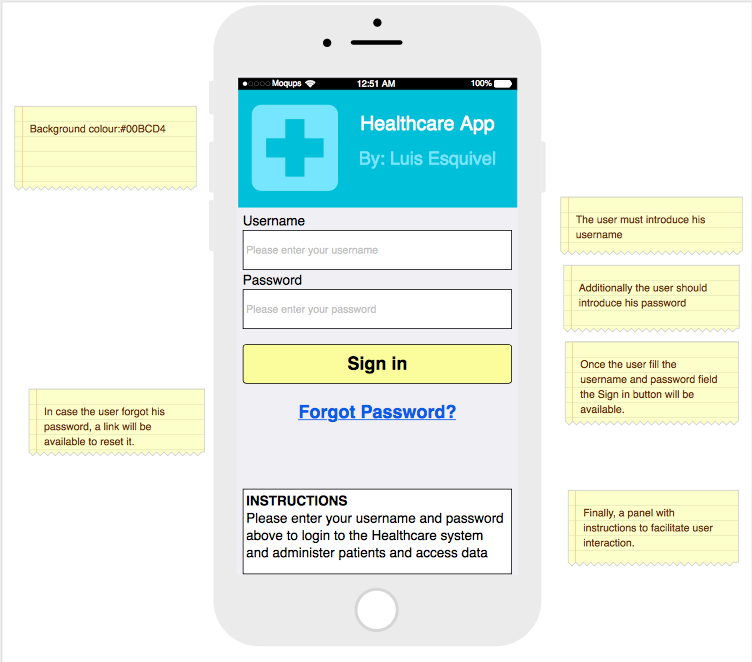 Moqups 12:51 AM 100%
Healthcare App
By: Luis Esquivel
Background colour:#00BCD4
Username
Please enter your username
The user must introduce his
username
Password
Please enter your password
Additionally the user should
introduce his password
Sign in
Once the user fill the
username and password field
the Sign in button will be
available.
Forgot Password?
In case the user forgot his
password, a link will be
available to reset it.
INSTRUCTIONS
Please enter your username and password
above to login to the Healthcare system
and administer patients and access data
Finally, a panel with
instructions to facilitate user
interaction.